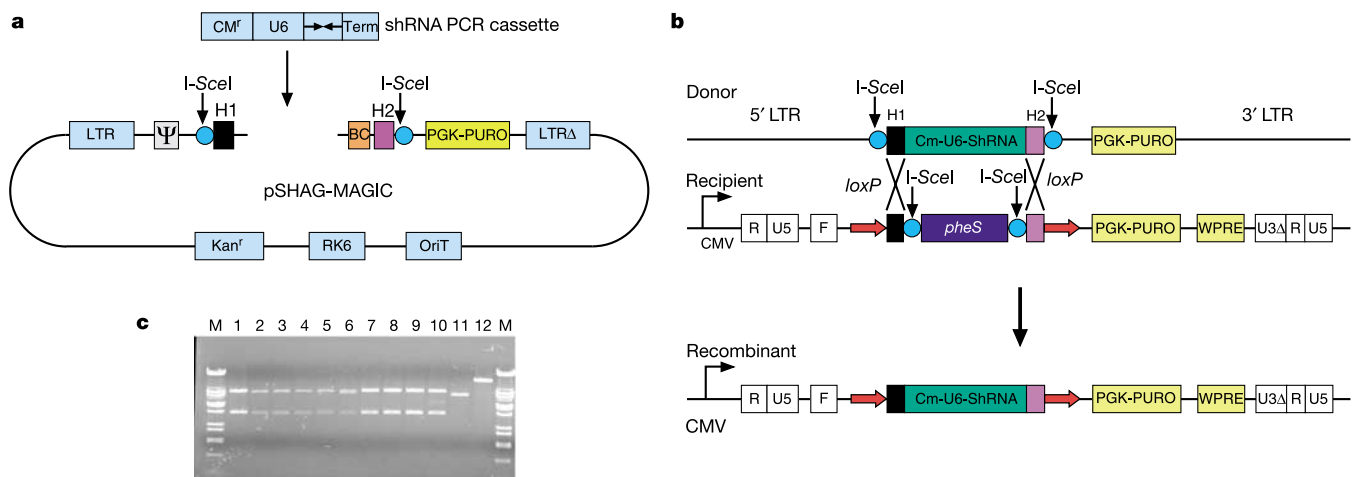 a
CMr U6 Term shRNA PCR cassette
I-SceI I-SceI
H1 H2
LTR Ψ BC PGK-PURO LTRΔ
pSHAG-MAGIC
Kanr RK6 OriT
b
Donor I-SceI I-SceI
5′ LTR H1 H2 3′ LTR
Cm-U6-ShRNA PGK-PURO
Recipient loxP I-SceI I-SceI loxP
CMV R U5 F pheS PGK-PURO WPRE U3Δ R U5
Recombinant
R U5 F Cm-U6-ShRNA PGK-PURO WPRE U3Δ R U5
CMV
c
M 1 2 3 4 5 6 7 8 9 10 11 12 M